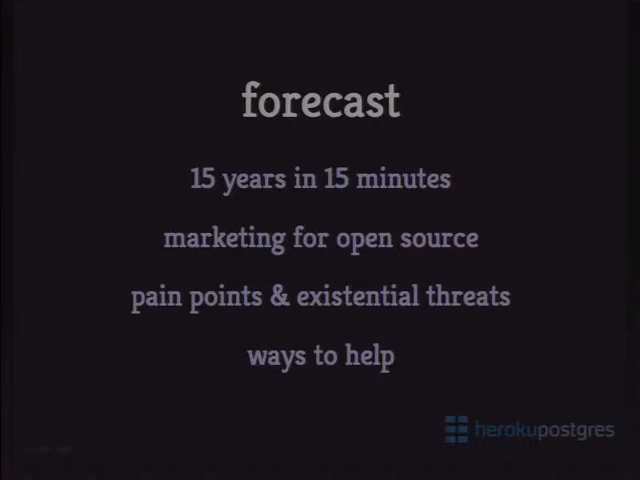 forecast
15 years in 15 minutes
marketing for open source
pain points & existential threats
ways to help
herokupostgres